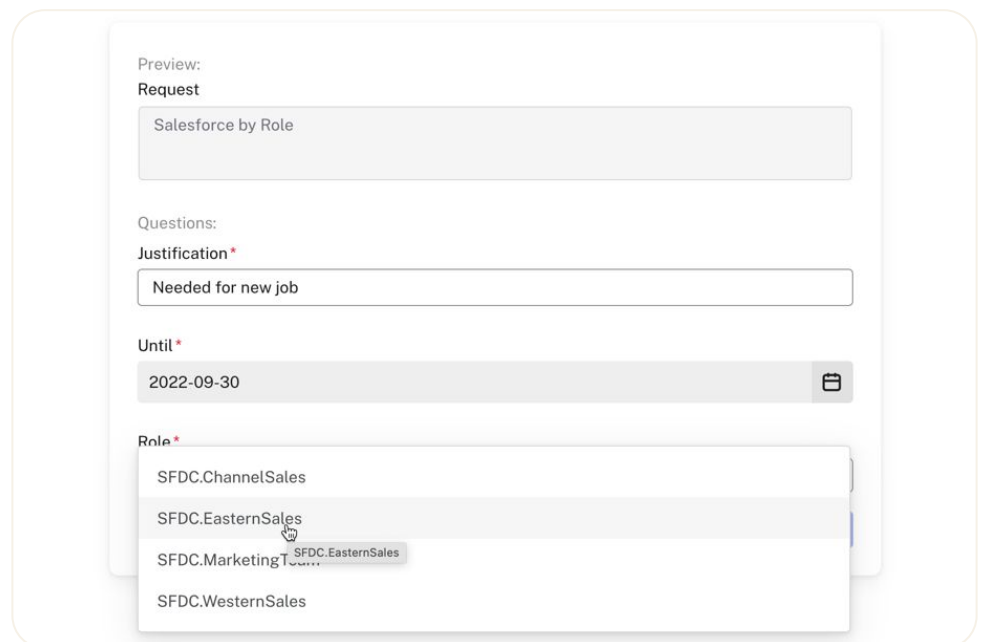 Preview:
Request
Salesforce by Role
Questions:
Justification*
Needed for new job
Until*
2022-09-30
Role*
SFDC.ChannelSales
SFDC.EasternSales
SFDC.EasternSales
SFDC.WesternSales